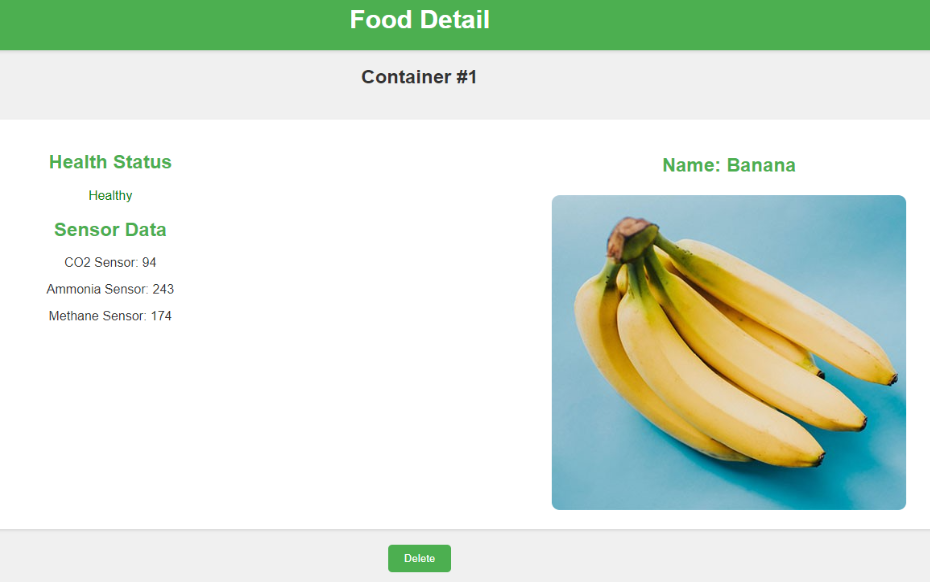 Food Detail
Container #1
Health Status
Healthy
Sensor Data
CO2 Sensor: 94
Ammonia Sensor: 243
Methane Sensor: 174
Name: Banana
Delete